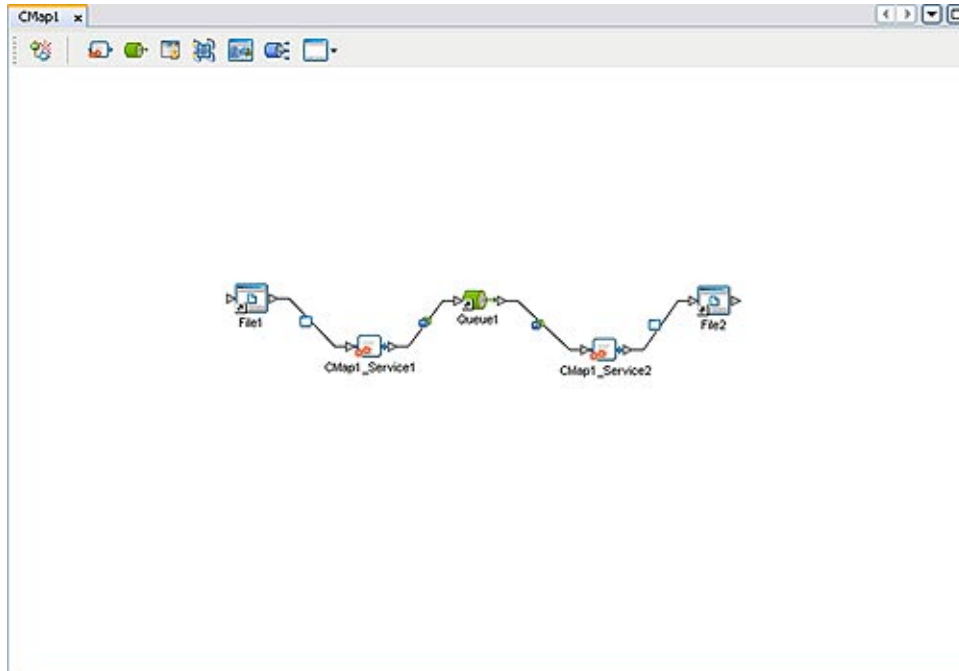 CMap1 x
File1
CMap1_Service1
Queue1
CMap1_Service2
File2